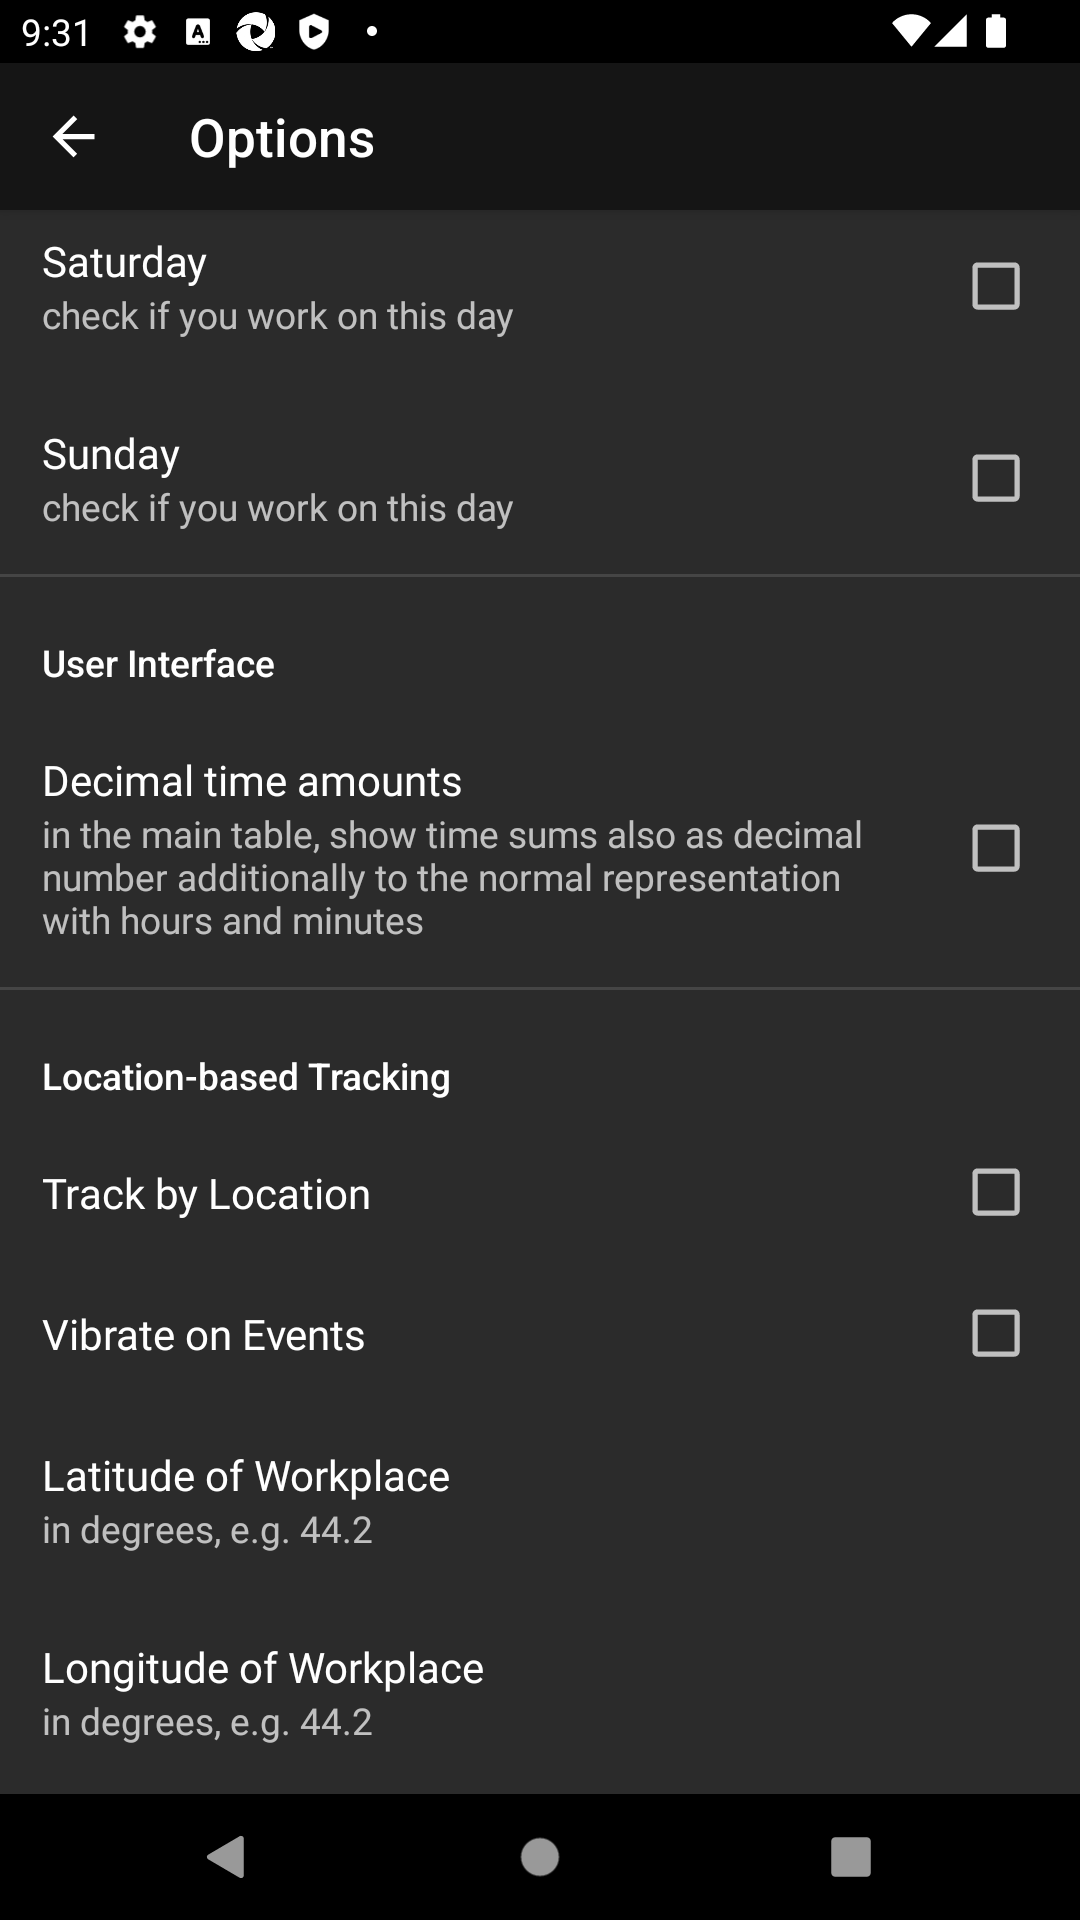 9:31
Options
Saturday
check if you work on this day
Sunday
check if you work on this day
User Interface
Decimal time amounts
in the main table, show time sums also as decimal
number additionally to the normal representation
with hours and minutes
Location-based Tracking
Track by Location
Vibrate on Events
Latitude of Workplace
in degrees, e.g. 44.2
Longitude of Workplace
in degrees, e.g. 44.2